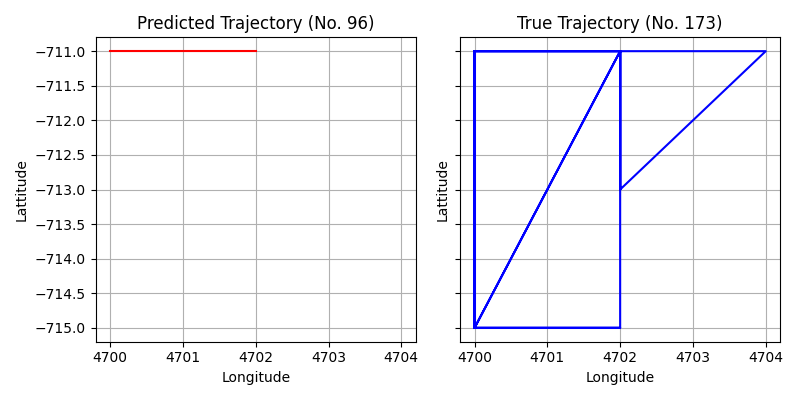 Predicted Trajectory (No. 96)
True Trajectory (No. 173)
−711.0
−711.5
−712.0
−712.5
−713.0
−713.5
−714.0
−714.5
−715.0
Lattitude
Lattitude
4700 4701 4702 4703 4704
4700 4701 4702 4703 4704
Longitude
Longitude